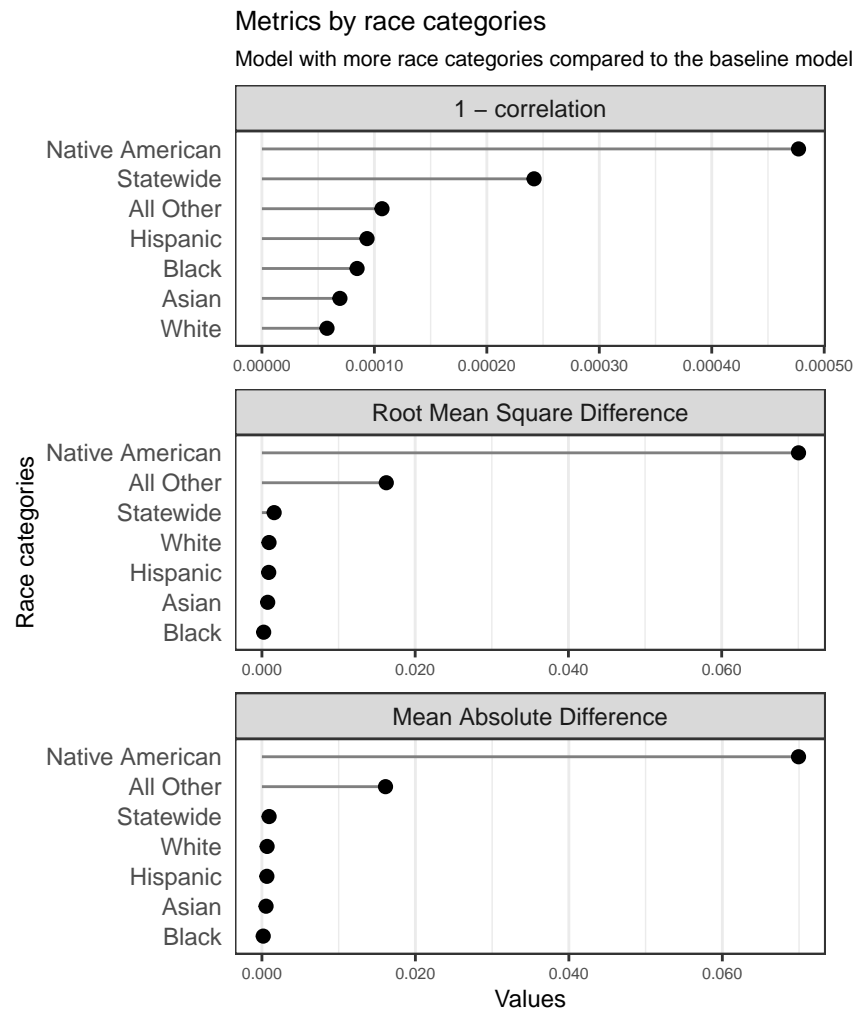 Metrics by race categories
Model with more race categories compared to the baseline model
1 − correlation
Native American
Statewide
All Other
Hispanic
Black
Asian
White
0.00000 0.00010 0.00020 0.00030 0.00040 0.00050
Root Mean Square Difference
Native American
All Other
Statewide
White
Hispanic
Asian
Black
0.000 0.020 0.040 0.060
Race categories
Mean Absolute Difference
Native American
All Other
Statewide
White
Hispanic
Asian
Black
0.000 0.020 0.040 0.060
Values